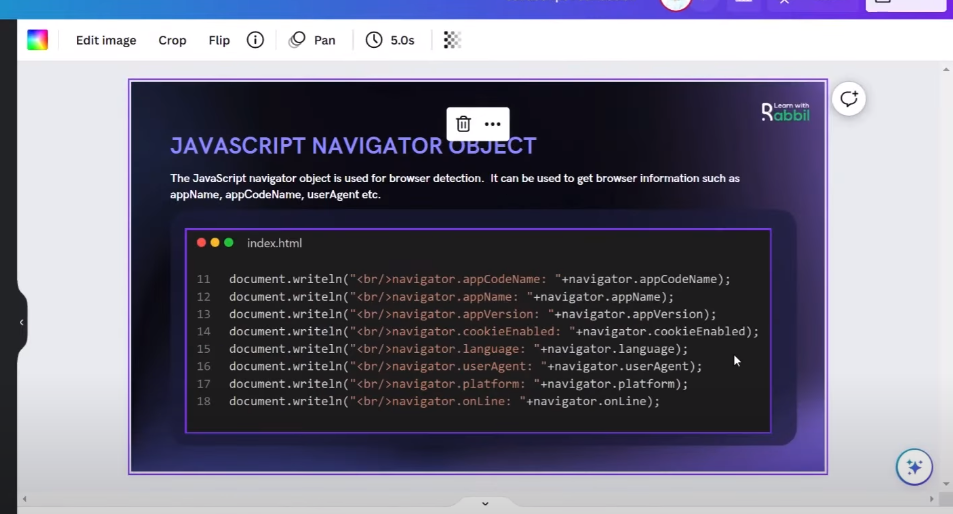 Edit image Crop Flip Pan 5.0s
Learn with
Rabbil
JAVASCRIPT NAVIGATOR OBJECT
The JavaScript navigator object is used for browser detection. It can be used to get browser information such as
appName, appCodeName, userAgent etc.
index.html
11 document.writeln("<br/>navigator.appCodeName: "+navigator.appCodeName);
12 document.writeln("<br/>navigator.appName: "+navigator.appName);
13 document.writeln("<br/>navigator.appVersion: "+navigator.appVersion);
14 document.writeln("<br/>navigator.cookieEnabled: "+navigator.cookieEnabled);
15 document.writeln("<br/>navigator.language: "+navigator.language);
16 document.writeln("<br/>navigator.userAgent: "+navigator.userAgent);
17 document.writeln("<br/>navigator.platform: "+navigator.platform);
18 document.writeln("<br/>navigator.onLine: "+navigator.onLine);